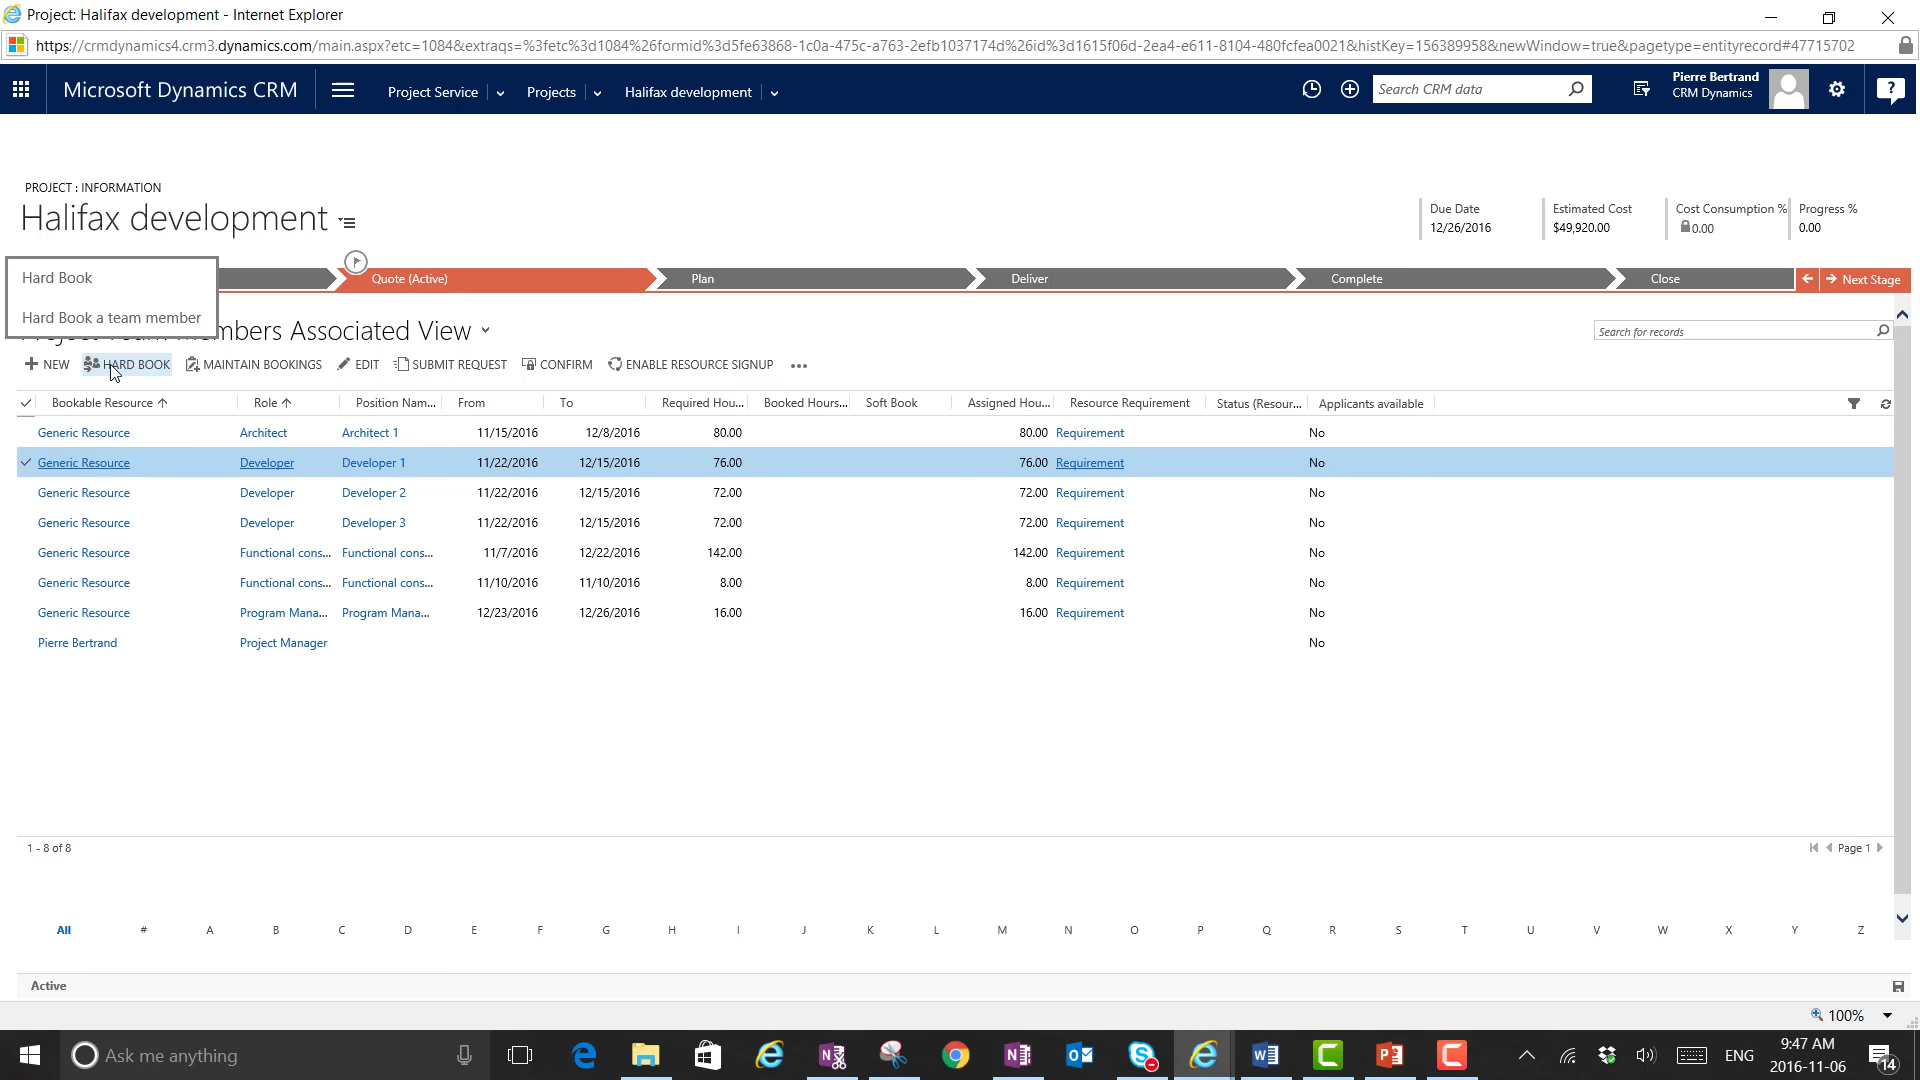 Project: Halifax development - Internet Explorer
https://crmdynamics4.crm3.dynamics.com/main.aspx?etc=1084&extraqs=%3fetc%3d1084%26formid%3d5fe63868-1c0a-475c-a763-2efb1037174d%26id%3d1615f06d-2ea4-e611-8104-480fcfea0021&histKey=156389958&newWindow=true&pagetype=entityrecord#47715702
Microsoft Dynamics CRM Project Service Projects Halifax development Search CRM data Pierre Bertrand
CRM Dynamics
PROJECT : INFORMATION
Halifax development
Due Date Estimated Cost Cost Consumption % Progress %
12/26/2016 $49,920.00 0.00 0.00
Hard Book
Hard Book a team member
Quote (Active) Plan Deliver Complete Close Next Stage
mbers Associated View Search for records
NEW HARD BOOK MAINTAIN BOOKINGS EDIT SUBMIT REQUEST CONFIRM ENABLE RESOURCE SIGNUP
Bookable Resource Role Position Nam... From To Required Hou... Booked Hours... Soft Book Assigned Hou... Resource Requirement Status (Resour... Applicants available
Generic Resource Architect Architect 1 11/15/2016 12/8/2016 80.00 80.00 Requirement No
Generic Resource Developer Developer 1 11/22/2016 12/15/2016 76.00 76.00 Requirement No
Generic Resource Developer Developer 2 11/22/2016 12/15/2016 72.00 72.00 Requirement No
Generic Resource Developer Developer 3 11/22/2016 12/15/2016 72.00 72.00 Requirement No
Generic Resource Functional cons... Functional cons... 11/7/2016 12/22/2016 142.00 142.00 Requirement No
Generic Resource Functional cons... Functional cons... 11/10/2016 11/10/2016 8.00 8.00 Requirement No
Generic Resource Program Mana... Program Mana... 12/23/2016 12/26/2016 16.00 16.00 Requirement No
Pierre Bertrand Project Manager No
1 - 8 of 8 Page 1
All # A B C D E F G H I J K L M N O P Q R S T U V W X Y Z
Active
100%
Ask me anything ENG 9:47 AM
2016-11-06 14